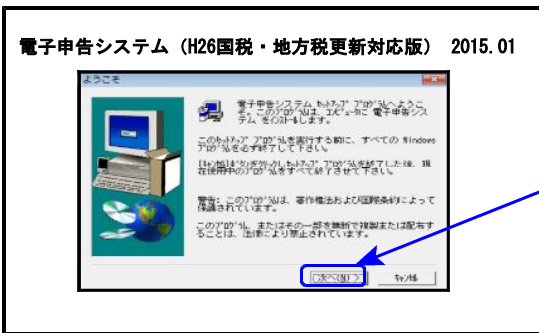 電子申告システム (H26国税・地方税更新対応版) 2015.01
ようこそ
電子申告システム ｾｯﾄｱｯﾌﾟ ﾌﾟﾛｸﾞﾗﾑへようこ
そ。このﾌﾟﾛｸﾞﾗﾑは、ｺﾝﾋﾟｭｰﾀに 電子申告シス
テム をｲﾝｽﾄｰﾙします。
このｾｯﾄｱｯﾌﾟ ﾌﾟﾛｸﾞﾗﾑを実行する前に、すべての Windows
ﾌﾟﾛｸﾞﾗﾑを必ず終了して下さい。
[ｷｬﾝｾﾙ]ﾎﾞﾀﾝをｸﾘｯｸしｾｯﾄｱｯﾌﾟ ﾌﾟﾛｸﾞﾗﾑを終了した後、現
在使用中のﾌﾟﾛｸﾞﾗﾑをすべて終了させて下さい。
警告: このﾌﾟﾛｸﾞﾗﾑは、著作権法および国際条約によって
保護されています。
このﾌﾟﾛｸﾞﾗﾑ、またはその一部を無断で複製または配布す
ることは、法律により禁止されています。
次へ(N) > ｷｬﾝｾﾙ